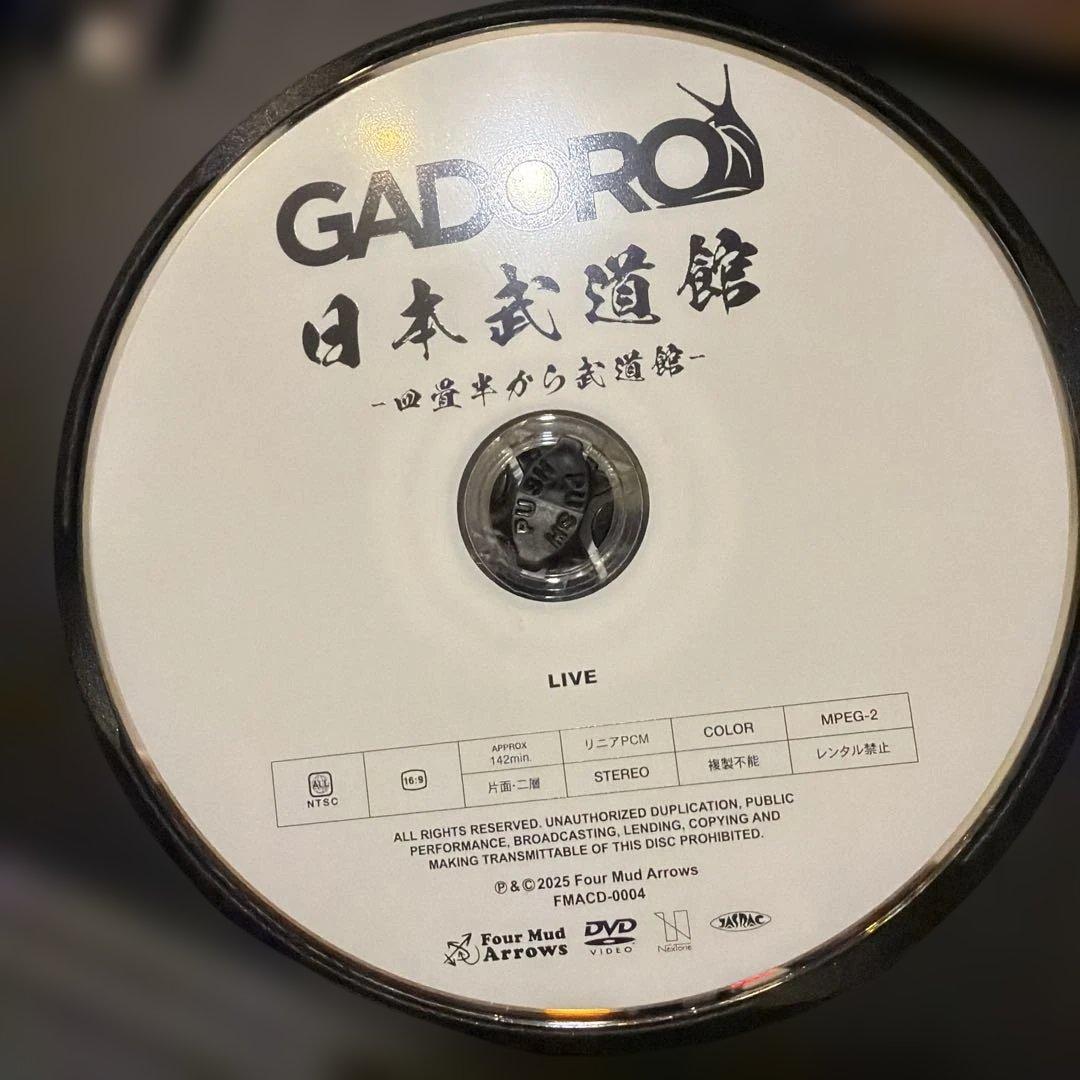 GADORO
日本武道館
-四畳半から武道館-
PUSH
PUSH
LIVE
ALL
NTSC
16:9
APPROX
142min.
片面・二層
リニアPCM
STEREO
COLOR
複製不能
MPEG-2
レンタル禁止
ALL RIGHTS RESERVED. UNAUTHORIZED DUPLICATION, PUBLIC
PERFORMANCE, BROADCASTING, LENDING, COPYING AND
MAKING TRANSMITTABLE OF THIS DISC PROHIBITED.
℗&©2025 Four Mud Arrows
FMACD-0004
Four Mud
Arrows
DVD
VIDEO
NexTone
JASRAC